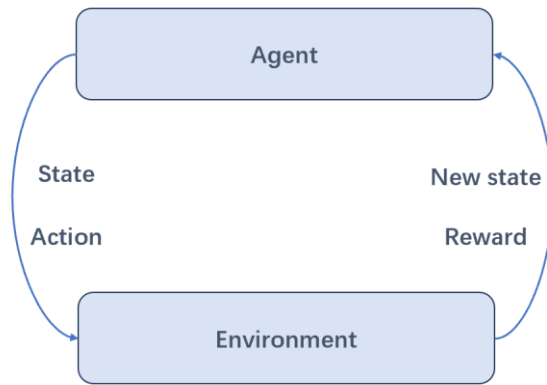 Agent
State
New state
Action
Reward
Environment